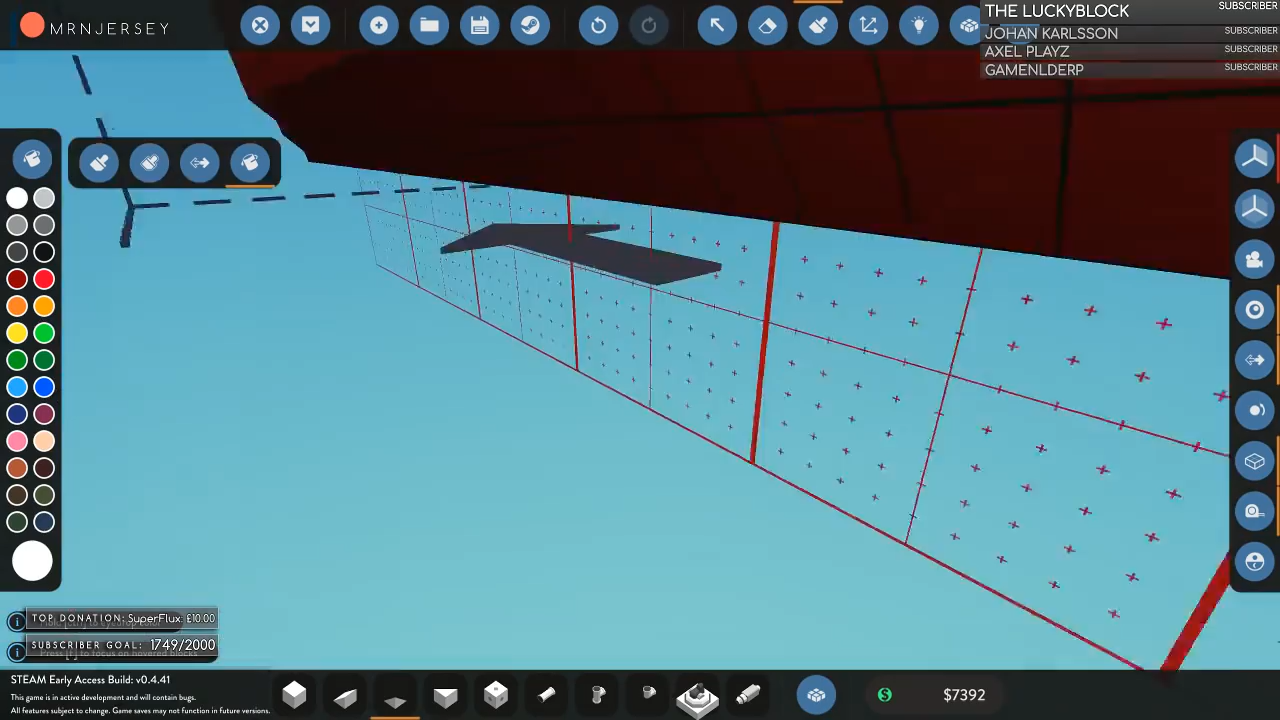 MRNJERSEY
THE LUCKYBLOCK SUBSCRIBER
JOHAN KARLSSON SUBSCRIBER
AXEL PLAYZ SUBSCRIBER
GAMENLDERP SUBSCRIBER
TOP DONATION: SuperFlux: £10.00
SUBSCRIBER GOAL: 1749/2000
STEAM Early Access Build: v0.4.41
This game is in active development and will contain bugs.
All features subject to change. Game saves may not function in future versions.
$ $7392